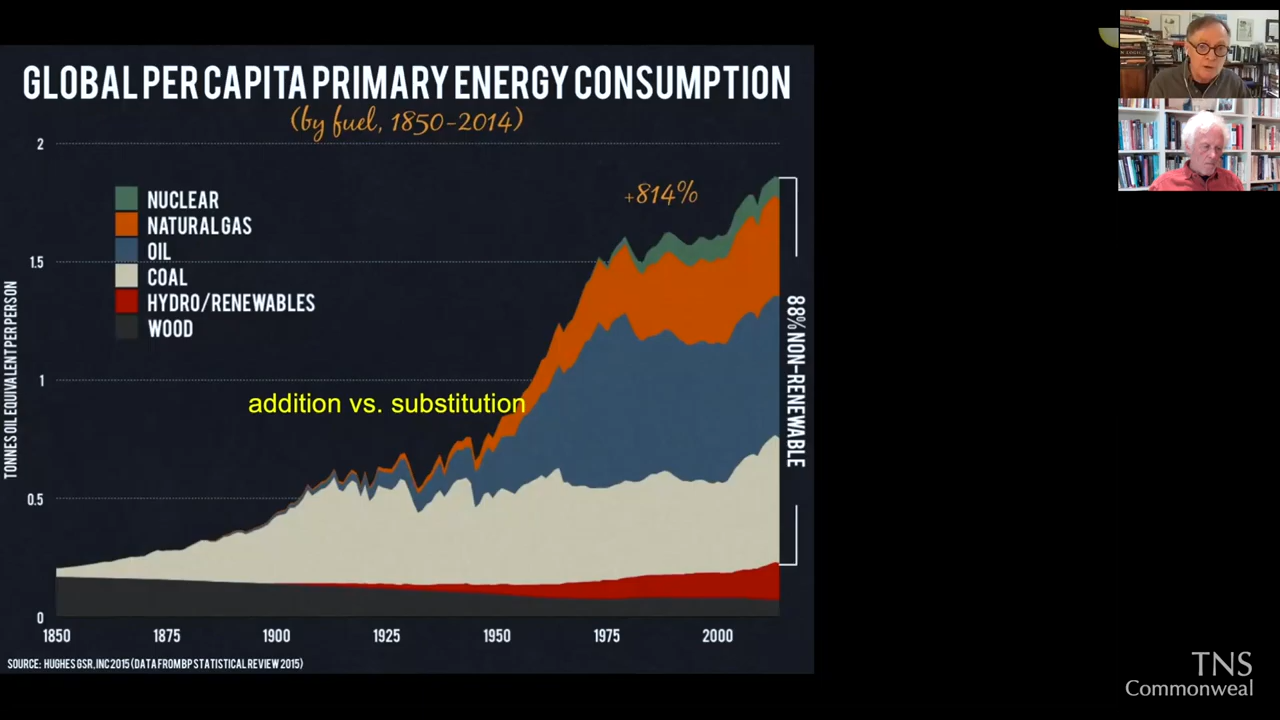 GLOBAL PER CAPITA PRIMARY ENERGY CONSUMPTION
(by fuel, 1850-2014)
2
+814%
NUCLEAR
NATURAL GAS
OIL
COAL
HYDRO/RENEWABLES
WOOD
1.5
1
0.5
0
TONNES OIL EQUIVALENT PER PERSON
88% NON-RENEWABLE
addition vs. substitution
1850 1875 1900 1925 1950 1975 2000
SOURCE: HUGHES GSR, INC 2015 (DATA FROM BP STATISTICAL REVIEW 2015)
TNS
Commonweal